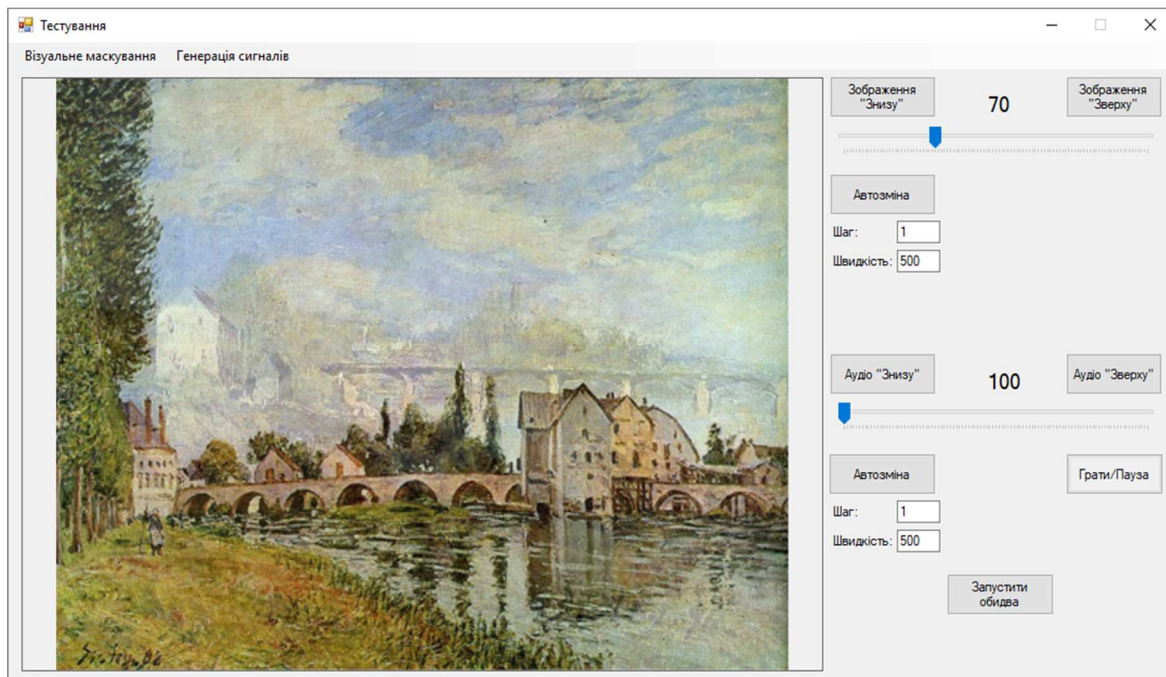 Тестування
Візуальне маскування Генерація сигналів
Зображення
"Знизу"
70
Зображення
"Зверху"
Автозміна
Шаг: 1
Швидкість: 500
Аудіо "Знизу"
100
Аудіо "Зверху"
Автозміна
Грати/Пауза
Шаг: 1
Швидкість: 500
Запустити
обидва